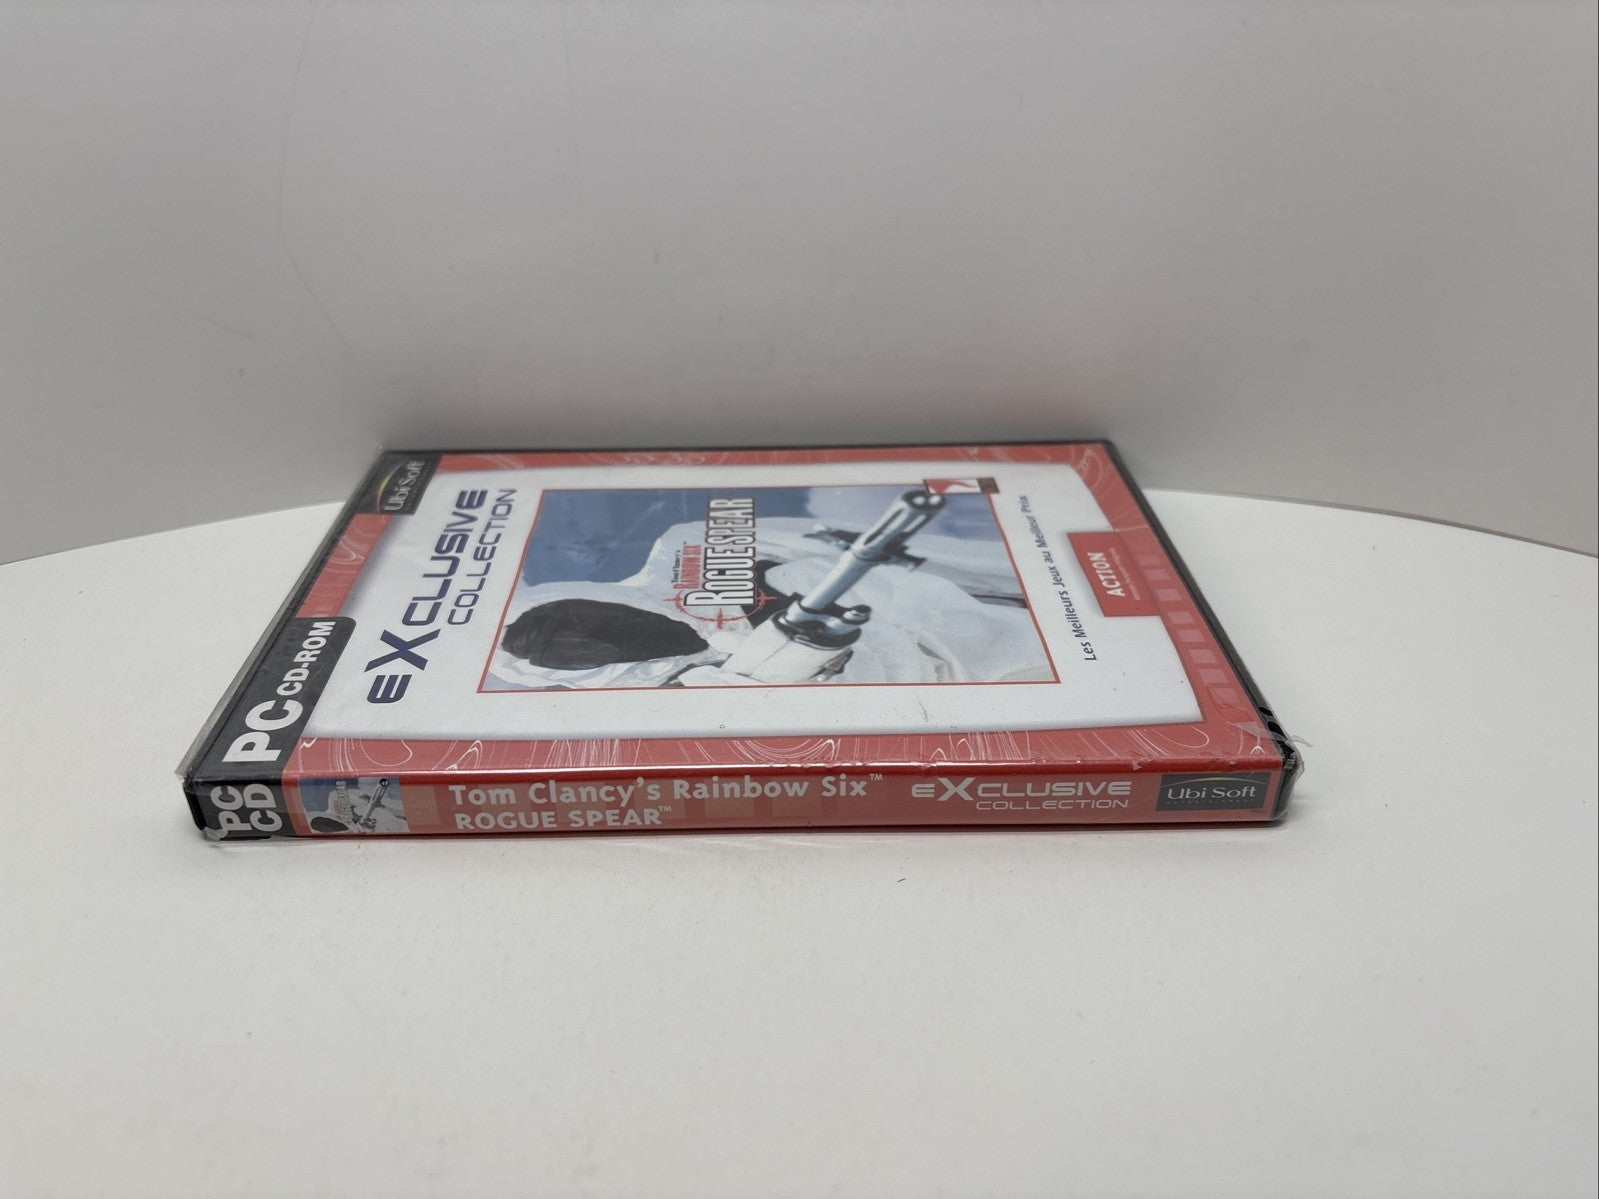 Ubi Soft
eXCLUSIVE
COLLECTION
PC CD-ROM
Tom Clancy's
RAINBOW SIX
ROGUE SPEAR
Les Meilleurs Jeux au Meilleur Prix
ACTION
PC
CD
Tom Clancy's Rainbow Six™
ROGUE SPEAR™
eXCLUSIVE
COLLECTION
Ubi Soft
ENTERTAINMENT